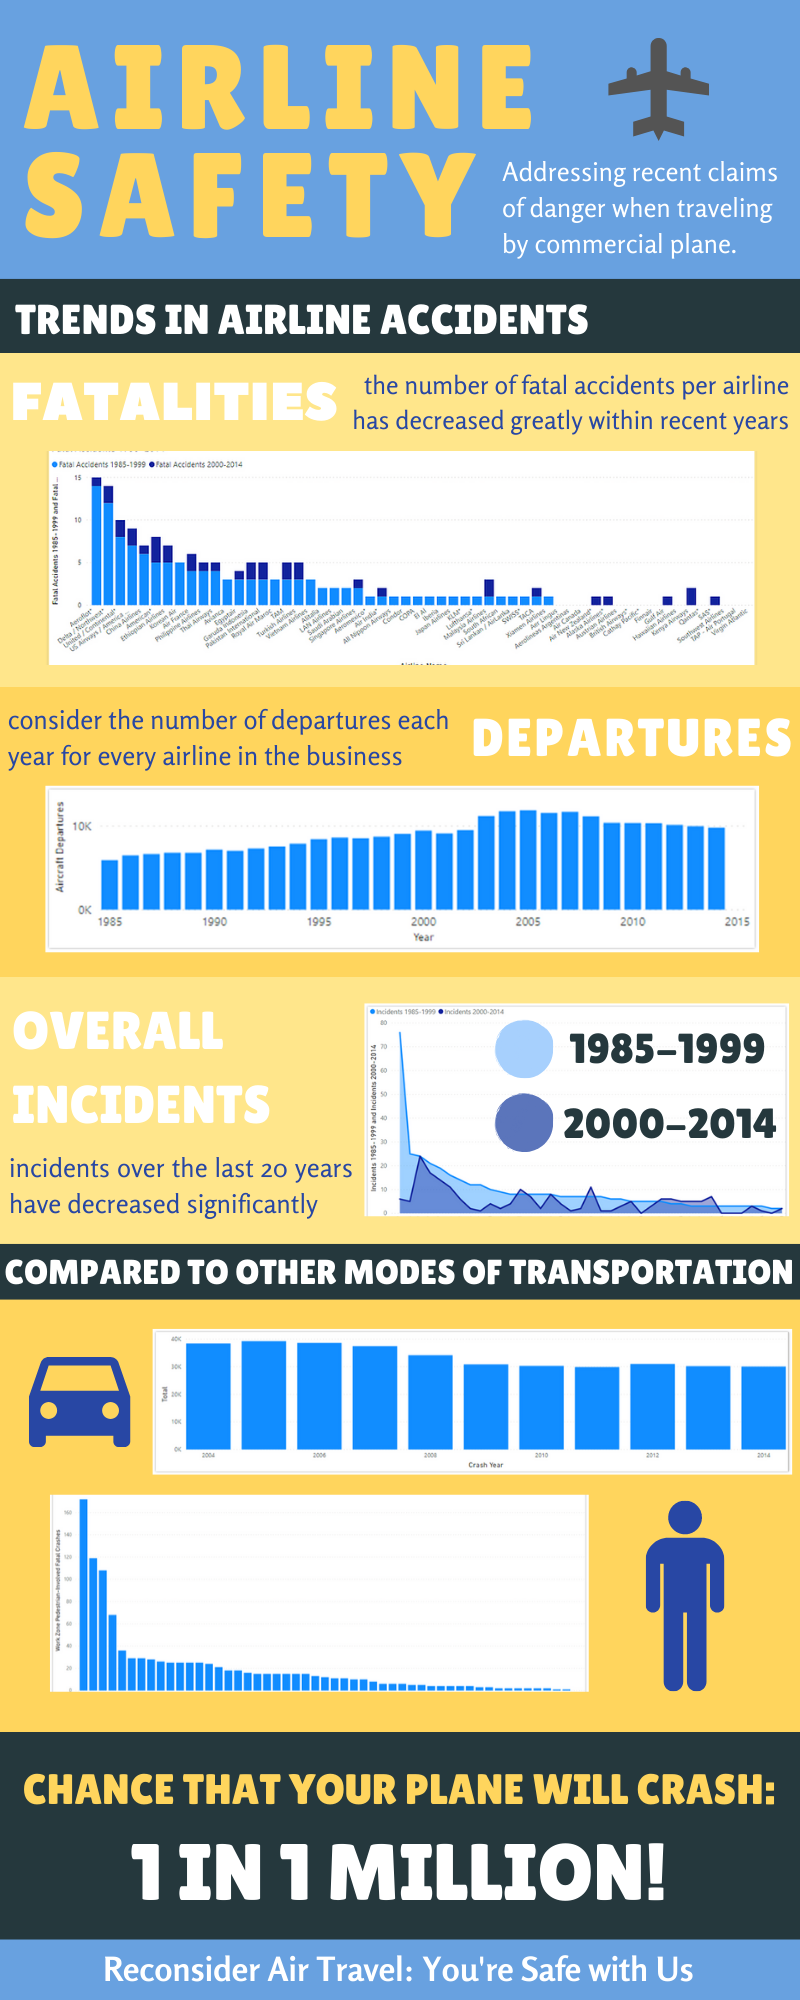 AIRLINE
SAFETY
Addressing recent claims
of danger when traveling
by commercial plane.
TRENDS IN AIRLINE ACCIDENTS
FATALITIES
the number of fatal accidents per airline
has decreased greatly within recent years
Fatal Accidents 1985-1999 Fatal Accidents 2000-2014
Fatal Accidents 1985-1999 and Fatal ...
15
10
5
0
Aeroflot*
Delta / Northwest*
United / Continental*
US Airways / America
China Airlines
American*
Ethiopian Airlines
Korean Air
Air France
Philippine Airlines
Thai Airways
Avianca
Egyptair
Garuda Indonesia
Pakistan International
Royal Air Maroc
TAM
Turkish Airlines
Vietnam Airlines
Alitalia
LAN Airlines
Saudi Arabian
Singapore Airlines
Aeromexico*
Air India*
All Nippon Airways
Condor
COPA
El Al
Iberia
Japan Airlines
KLM*
Lufthansa*
Malaysia Airlines
South African
Sri Lankan / AirLanka
SWISS*
TACA
Xiamen Airlines
Aer Lingus
Aerolineas Argentinas
Air Canada
Air New Zealand*
Alaska Airlines*
Austrian Airlines
British Airways*
Cathay Pacific*
Finnair
Gulf Air
Hawaiian Airlines
Kenya Airways
Qantas*
SAS*
Southwest Airlines
TAP - Air Portugal
Virgin Atlantic
consider the number of departures each
year for every airline in the business
DEPARTURES
Aircraft Departures
10K
0K
1985 1990 1995 2000 2005 2010 2015
Year
OVERALL
INCIDENTS
incidents over the last 20 years
have decreased significantly
Incidents 1985-1999 Incidents 2000-2014
Incidents 1985-1999 and Incidents 2000-2014
80
70
60
50
40
30
20
10
0
1985-1999
2000-2014
COMPARED TO OTHER MODES OF TRANSPORTATION
Total
40K
30K
20K
10K
0K
2004 2006 2008 2010 2012 2014
Crash Year
Work Zone Pedestrian-Involved Fatal Crashes
160
140
120
100
80
60
40
20
0
CHANCE THAT YOUR PLANE WILL CRASH:
1 IN 1 MILLION!
Reconsider Air Travel: You're Safe with Us